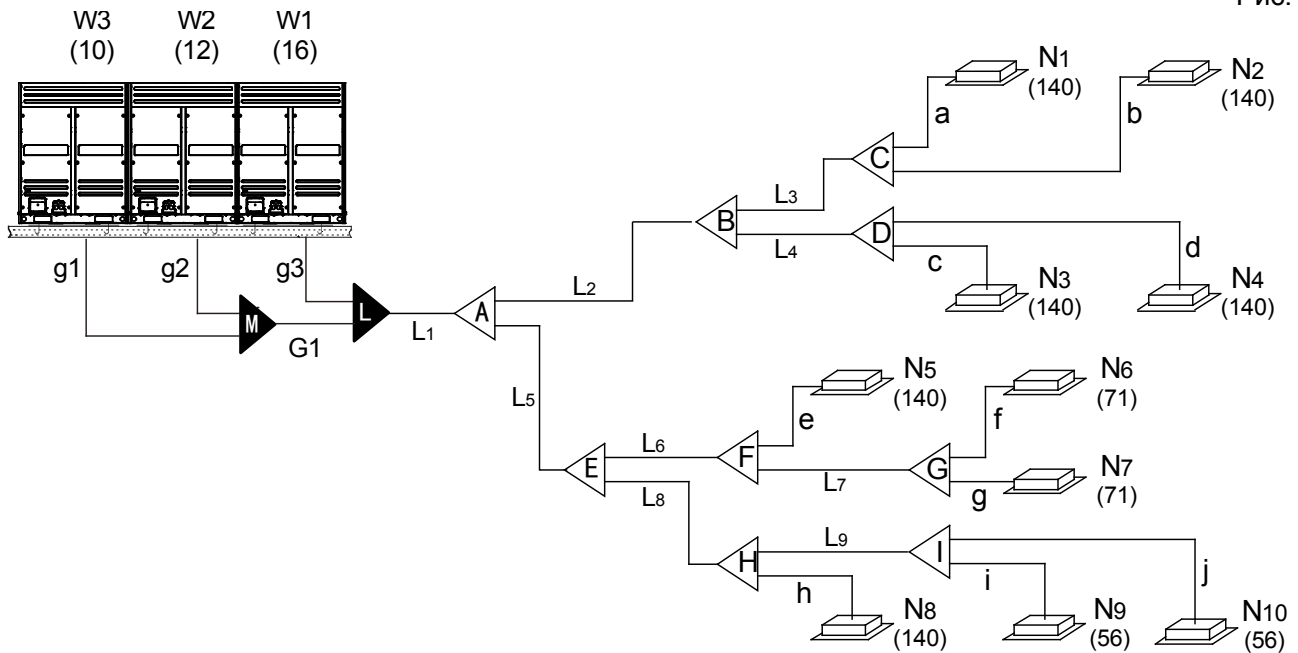 Рис.
W3 W2 W1
(10) (12) (16)
N1
(140)
N2
(140)
a
b
C
L3
B
L4
D
d
c
N3
(140)
N4
(140)
g1 g2 g3
L2
M
L
A
G1
L1
N5
(140)
N6
(71)
L5
e
f
L6
F
E
G
N7
(71)
L7
g
L8
L9
I
H
i
j
h
N8
(140)
N9
(56)
N10
(56)